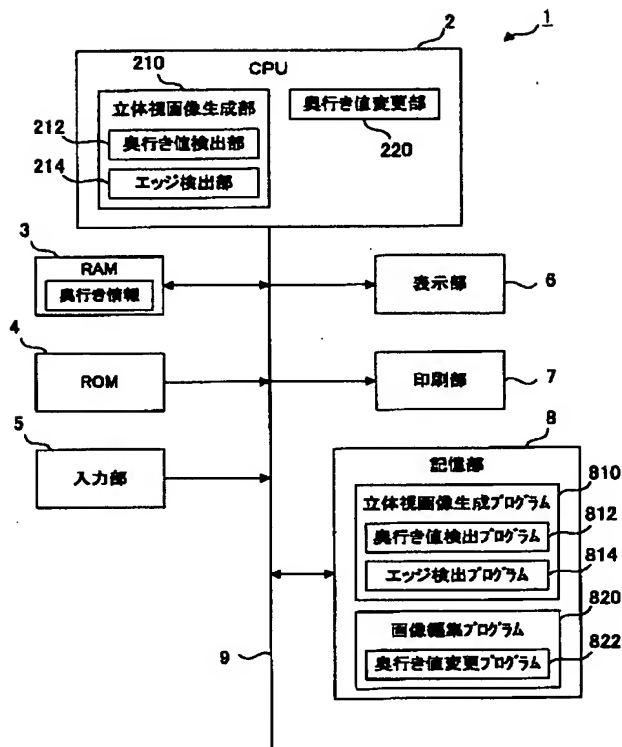 2
1
CPU
210
立体視画像生成部
212
奥行き値検出部
214
エッジ検出部
奥行き値変更部
220
3
RAM
奥行き情報
表示部
6
4
ROM
印刷部
7
5
入力部
8
記憶部
810
立体視画像生成プログラム
812
奥行き値検出プログラム
814
エッジ検出プログラム
820
画像編集プログラム
822
奥行き値変更プログラム
9